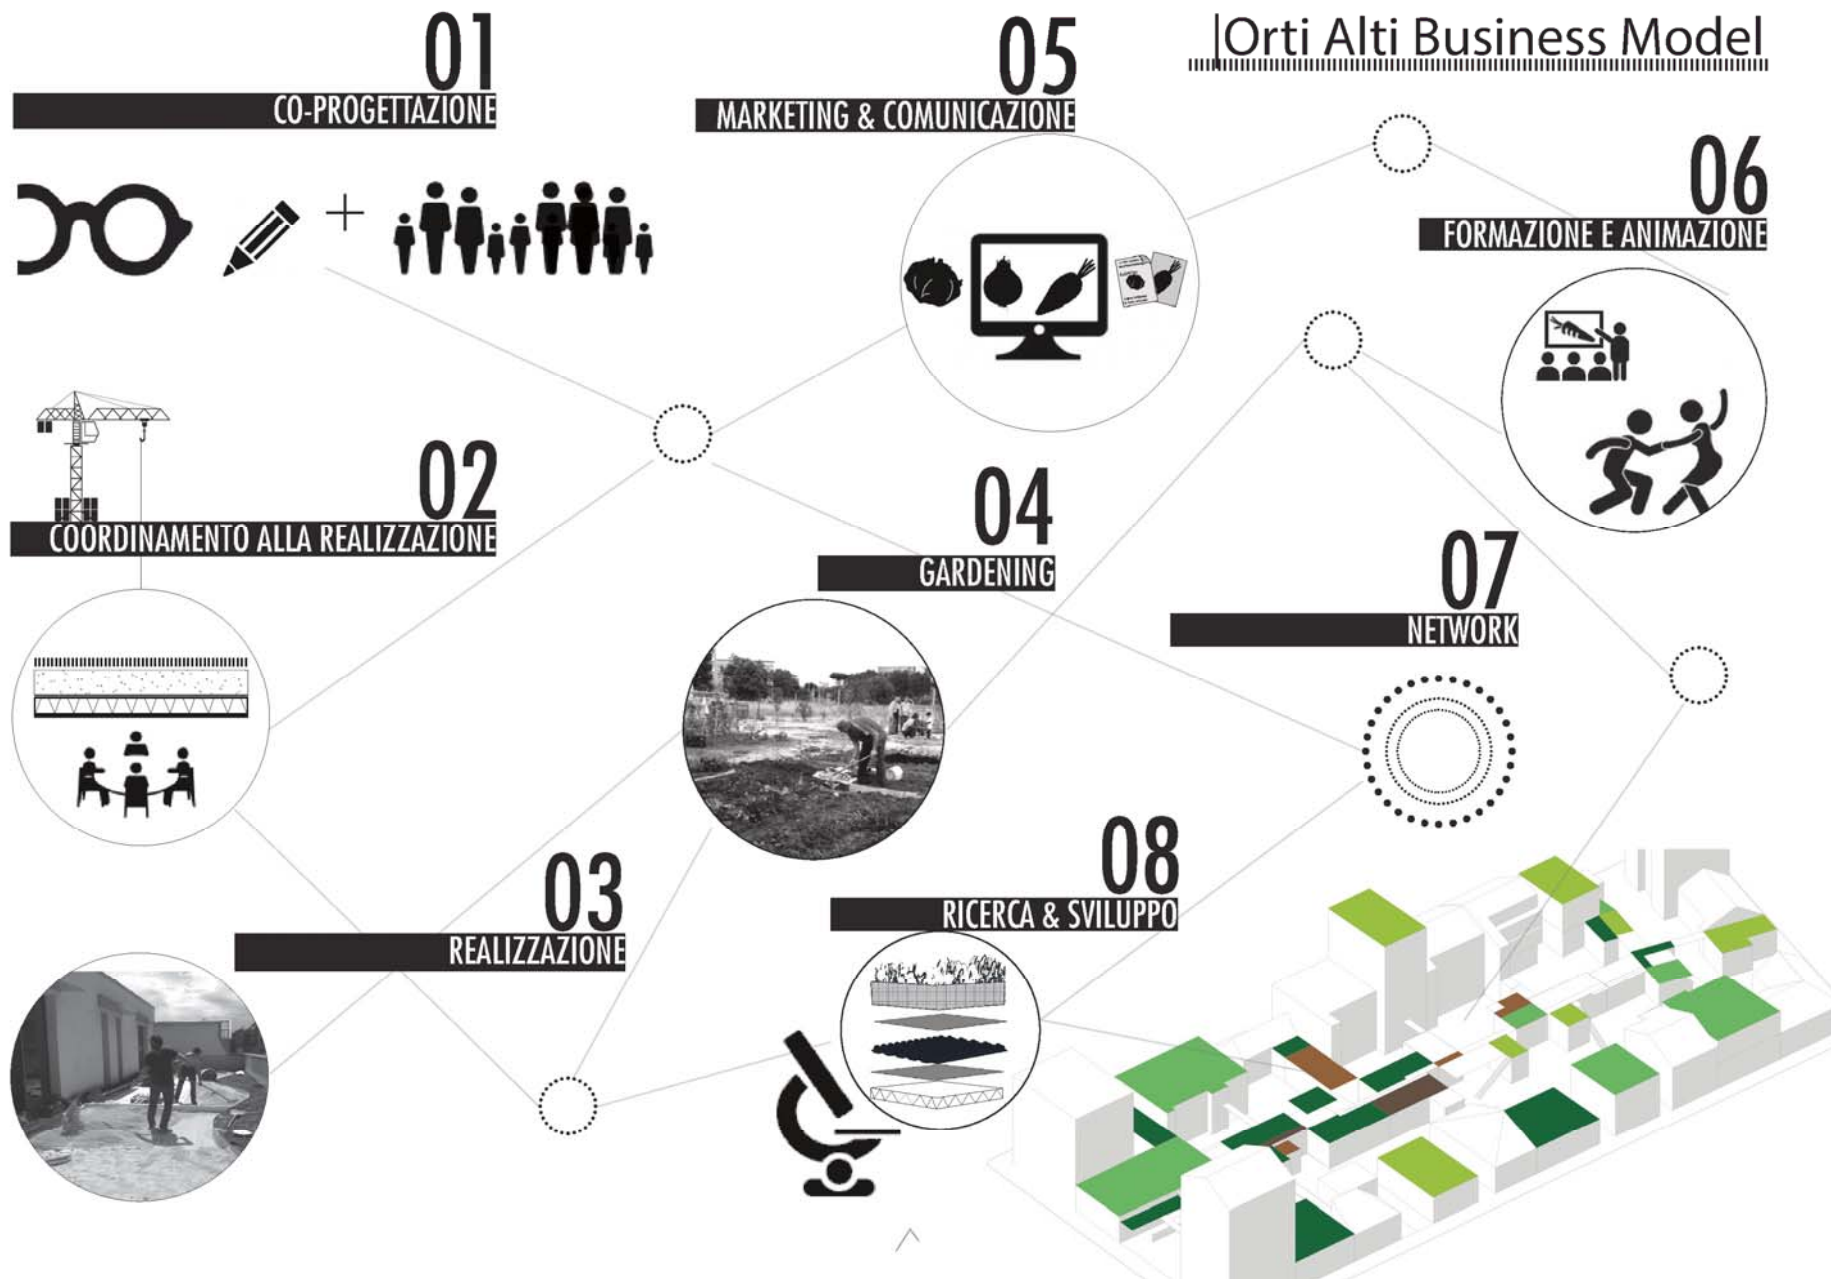 Orti Alti Business Model
01
CO-PROGETTAZIONE
05
MARKETING & COMUNICAZIONE
06
FORMAZIONE E ANIMAZIONE
02
COORDINAMENTO ALLA REALIZZAZIONE
04
GARDENING
07
NETWORK
03
REALIZZAZIONE
08
RICERCA & SVILUPPO